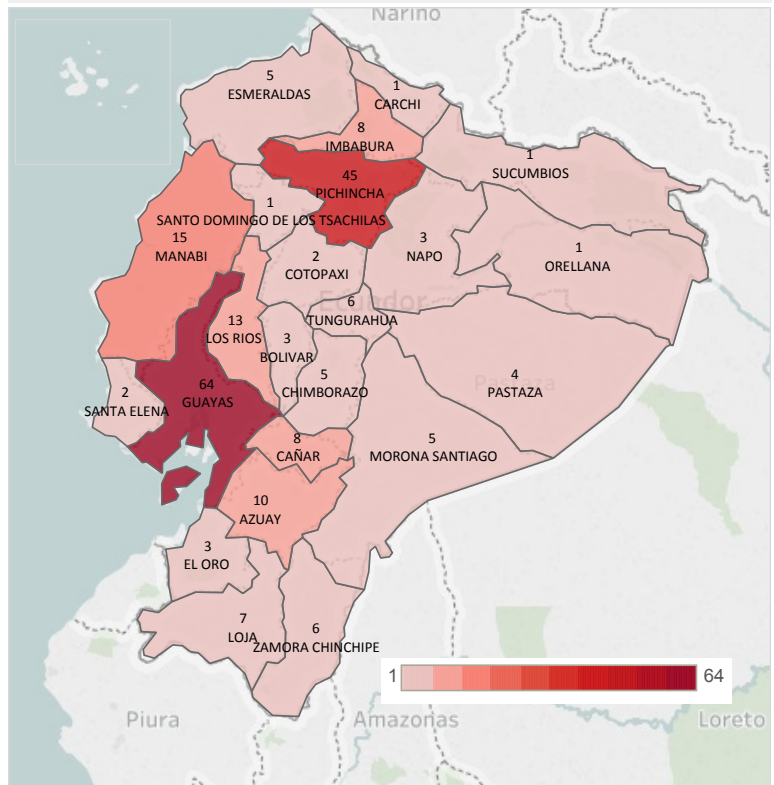 Nariño
5
ESMERALDAS
1
CARCHI
8
IMBABURA
1
SUCUMBIOS
45
PICHINCHA
1
SANTO DOMINGO DE LOS TSACHILAS
15
MANABI
3
NAPO
1
ORELLANA
2
COTOPAXI
Ecuador
6
TUNGURAHUA
13
LOS RIOS
3
BOLIVAR
5
CHIMBORAZO
Pastaza
4
PASTAZA
2
SANTA ELENA
64
GUAYAS
8
CAÑAR
5
MORONA SANTIAGO
10
AZUAY
3
EL ORO
7
LOJA
6
ZAMORA CHINCHIPE
1
64
Piura
Amazonas
Loreto